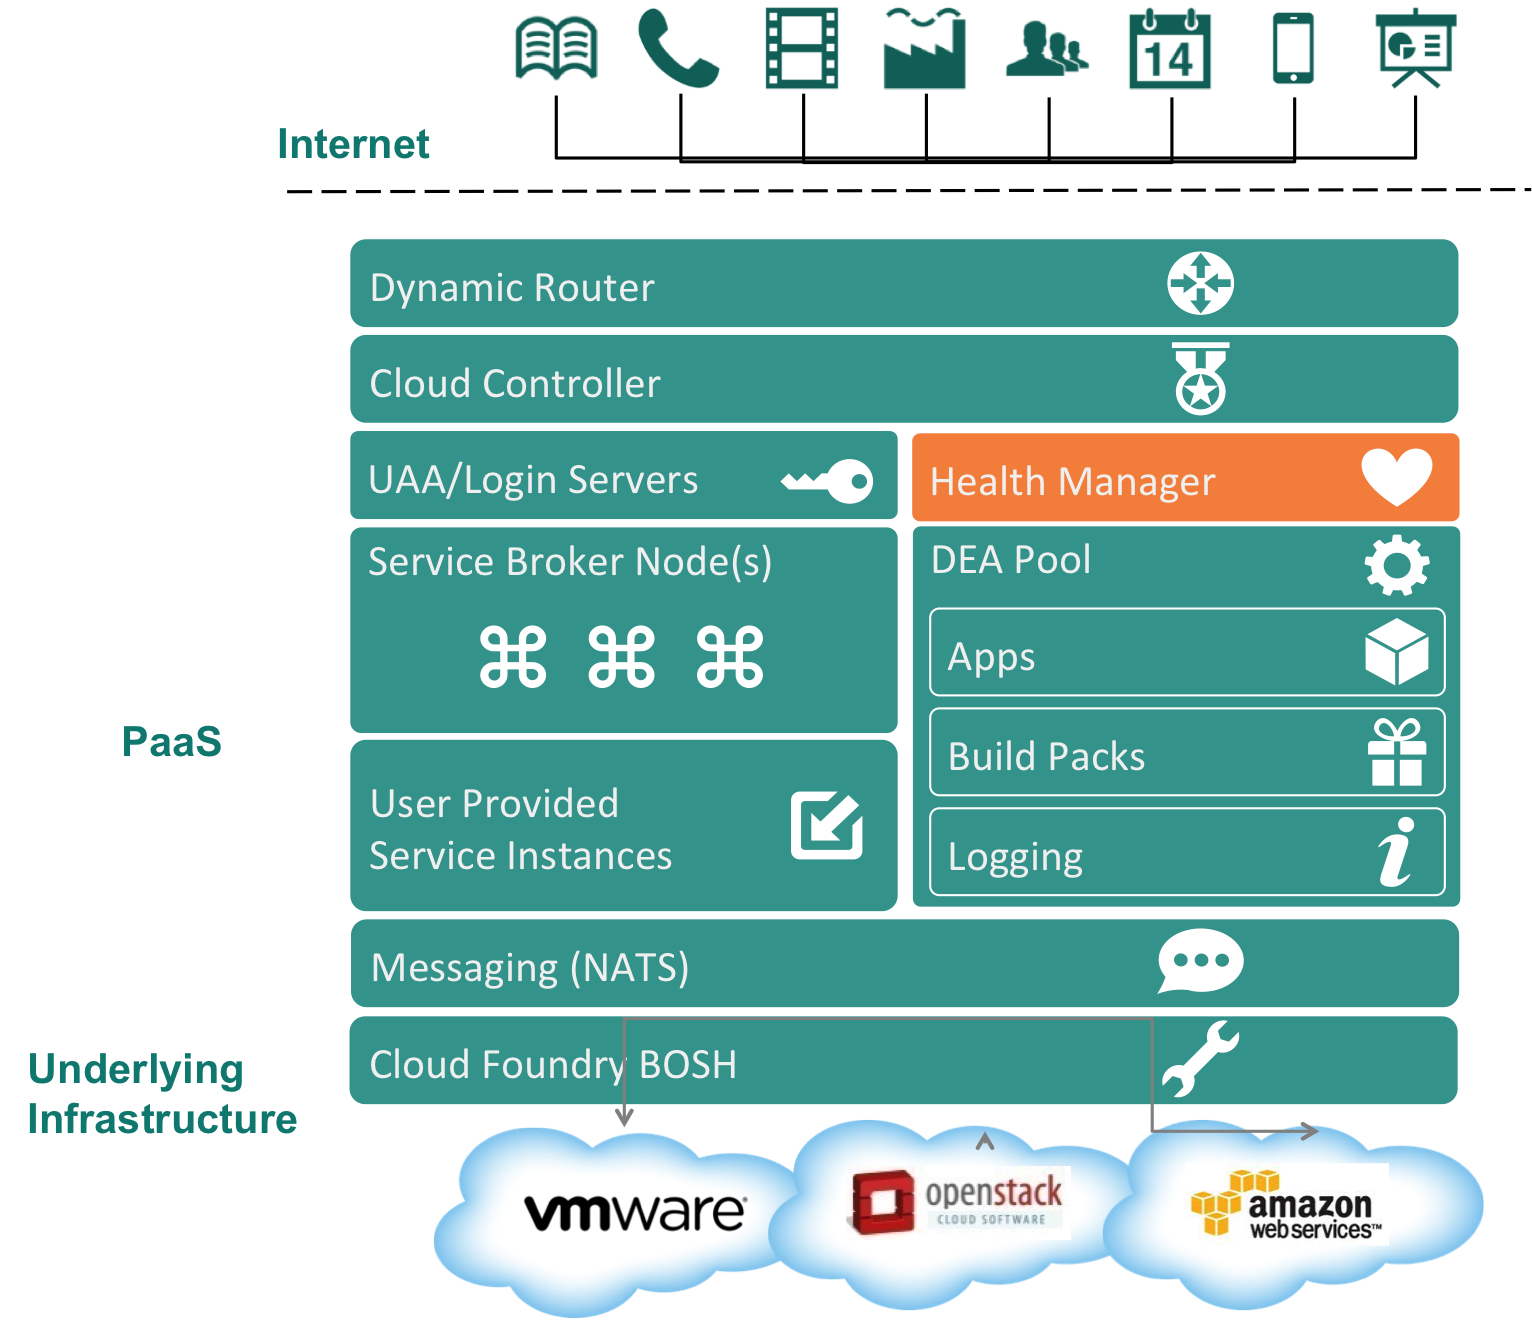 14
Internet
Dynamic Router
Cloud Controller
UAA/Login Servers
Health Manager
Service Broker Node(s)
DEA Pool
Apps
PaaS
Build Packs
User Provided
Service Instances
Logging
Messaging (NATS)
Underlying
Infrastructure
Cloud Foundry BOSH
vmware®
openstack
CLOUD SOFTWARE
amazon
webservices™